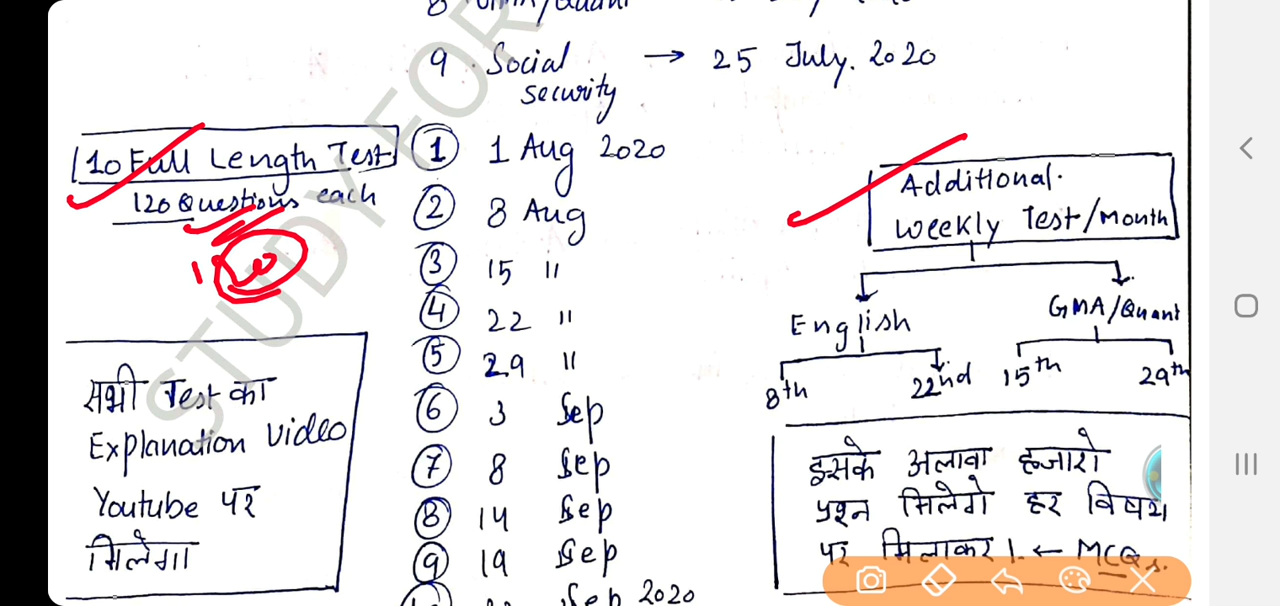 9 Social → 25 July. 2020
security
10 Full Length Test
120 Questions each
① 1 Aug 2020
② 8 Aug
③ 15 "
④ 22 "
⑤ 29 "
⑥ 3 Sep
⑦ 8 Sep
⑧ 14 Sep
⑨ 19 Sep
Sep 2020
सभी Test का
Explanation video
Youtube पर
मिलेगा
Additional.
weekly Test/Month
English
8th 22nd
GMA/Quant
15th 29th
इसके अलावा हजारो
प्रश्न मिलेगे हर विषय
पर मिलाकर । ← MCQs.
STUDY FOR